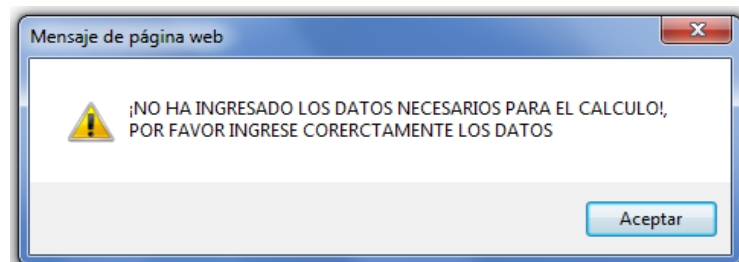 Mensaje de página web
¡NO HA INGRESADO LOS DATOS NECESARIOS PARA EL CALCULO!,
POR FAVOR INGRESE CORERCTAMENTE LOS DATOS
Aceptar